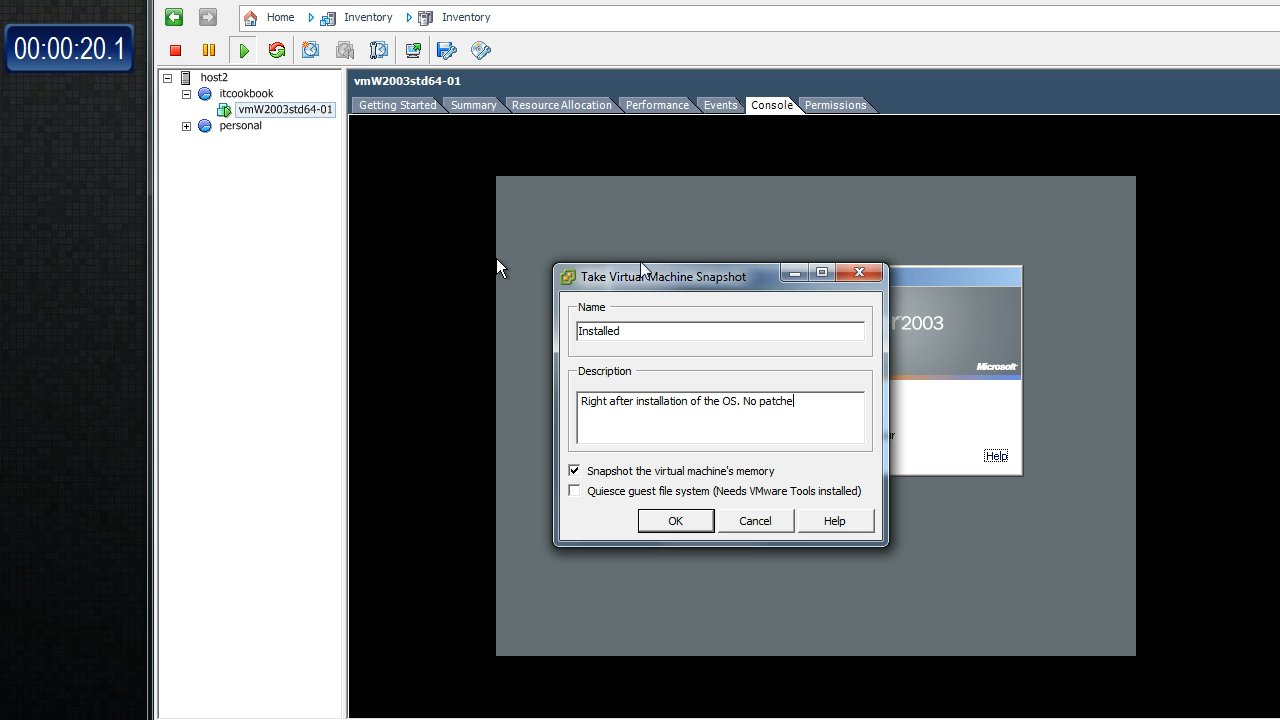 00:00:20.1
Home Inventory Inventory
host2
itcookbook
vmW2003std64-01
personal
vmW2003std64-01
Getting Started Summary Resource Allocation Performance Events Console Permissions
Take Virtual Machine Snapshot
Name
Installed
Description
Right after installation of the OS. No patche
Snapshot the virtual machine's memory
Quiesce guest file system (Needs VMware Tools installed)
OK Cancel Help
r2003
Microsoft
ur
Help